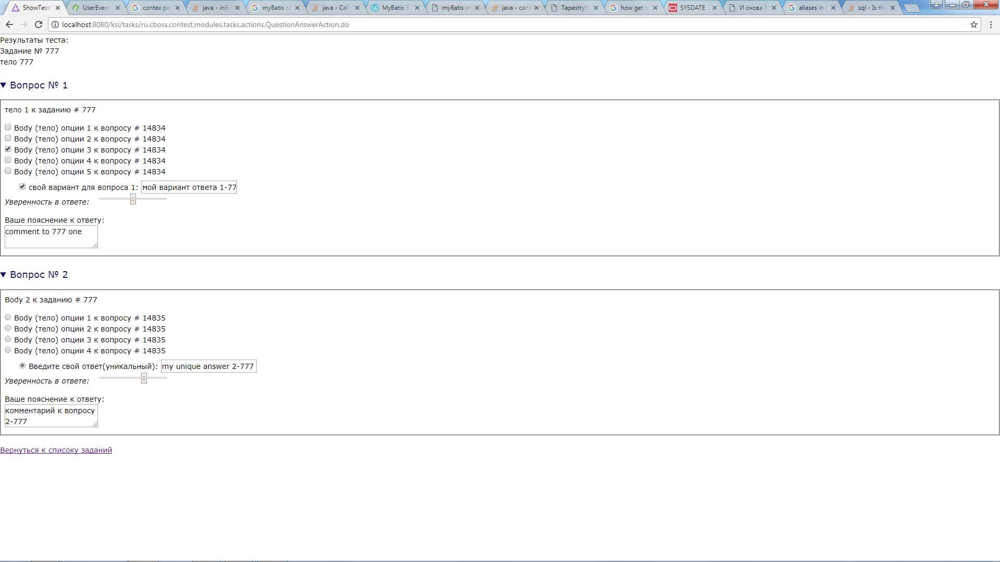 ShowTest
UserEvent
contex pa
java - init-
myBatis ca
java - Call
MyBatis 3
myBatis m
java - can
Tapestry5
how get s
SYSDATE
И снова
aliases in
sql - Is the
localhost:8080/ksi/tasks/ru.cboss.contest.modules.tasks.actions.QuestionAnswerAction.do
Результаты теста:
Задание № 777
тело 777
Вопрос № 1
тело 1 к заданию # 777
Body (тело) опции 1 к вопросу # 14834
Body (тело) опции 2 к вопросу # 14834
Body (тело) опции 3 к вопросу # 14834
Body (тело) опции 4 к вопросу # 14834
Body (тело) опции 5 к вопросу # 14834
свой вариант для вопроса 1: мой вариант ответа 1-77
Уверенность в ответе:
Ваше пояснение к ответу:
comment to 777 one
Вопрос № 2
Body 2 к заданию # 777
Body (тело) опции 1 к вопросу # 14835
Body (тело) опции 2 к вопросу # 14835
Body (тело) опции 3 к вопросу # 14835
Body (тело) опции 4 к вопросу # 14835
Введите свой ответ(уникальный): my unique answer 2-777
Уверенность в ответе:
Ваше пояснение к ответу:
комментарий к вопросу
2-777
Вернуться к списоку заданий